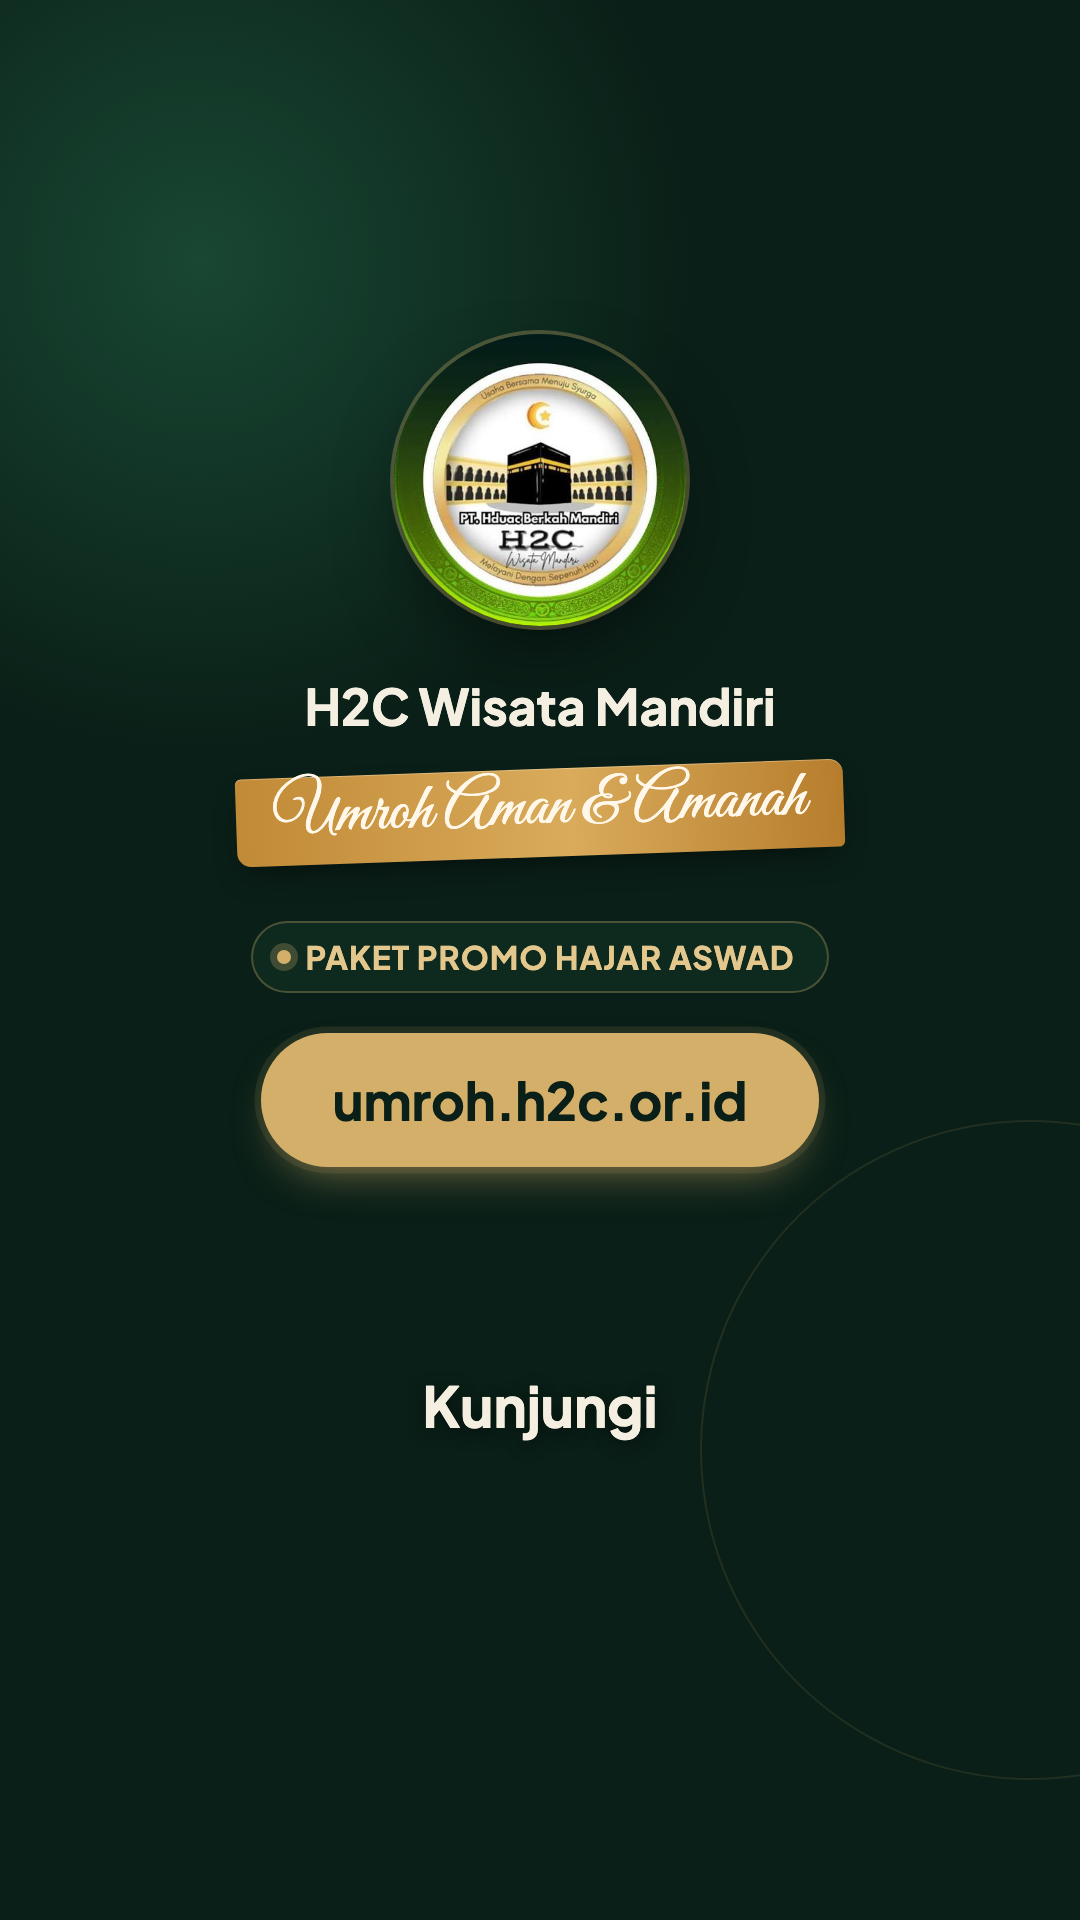 Usaha Bersama Menuju Syurga
PT. Hduac Berkah Mandiri
H2C
Wisata Mandiri
Melayani Dengan Sepenuh Hati
H2C Wisata Mandiri
Umroh Aman & Amanah
PAKET PROMO HAJAR ASWAD
umroh.h2c.or.id
Kunjungi